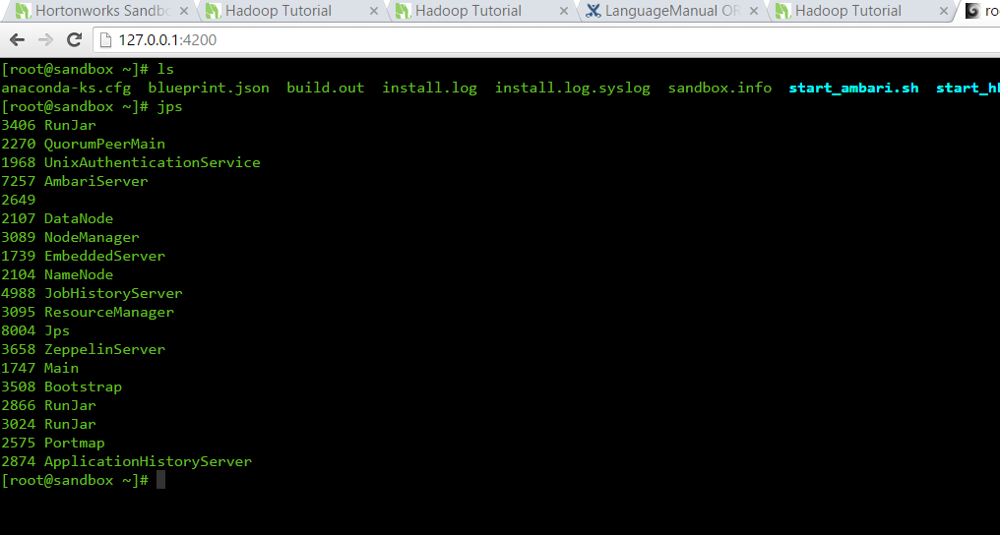 Hortonworks Sandbo Hadoop Tutorial Hadoop Tutorial LanguageManual OR Hadoop Tutorial ro
127.0.0.1:4200
[root@sandbox ~]# ls
anaconda-ks.cfg blueprint.json build.out install.log install.log.syslog sandbox.info start_ambari.sh start_hb
[root@sandbox ~]# jps
3406 RunJar
2270 QuorumPeerMain
1968 UnixAuthenticationService
7257 AmbariServer
2649
2107 DataNode
3089 NodeManager
1739 EmbeddedServer
2104 NameNode
4988 JobHistoryServer
3095 ResourceManager
8004 Jps
3658 ZeppelinServer
1747 Main
3508 Bootstrap
2866 RunJar
3024 RunJar
2575 Portmap
2874 ApplicationHistoryServer
[root@sandbox ~]#